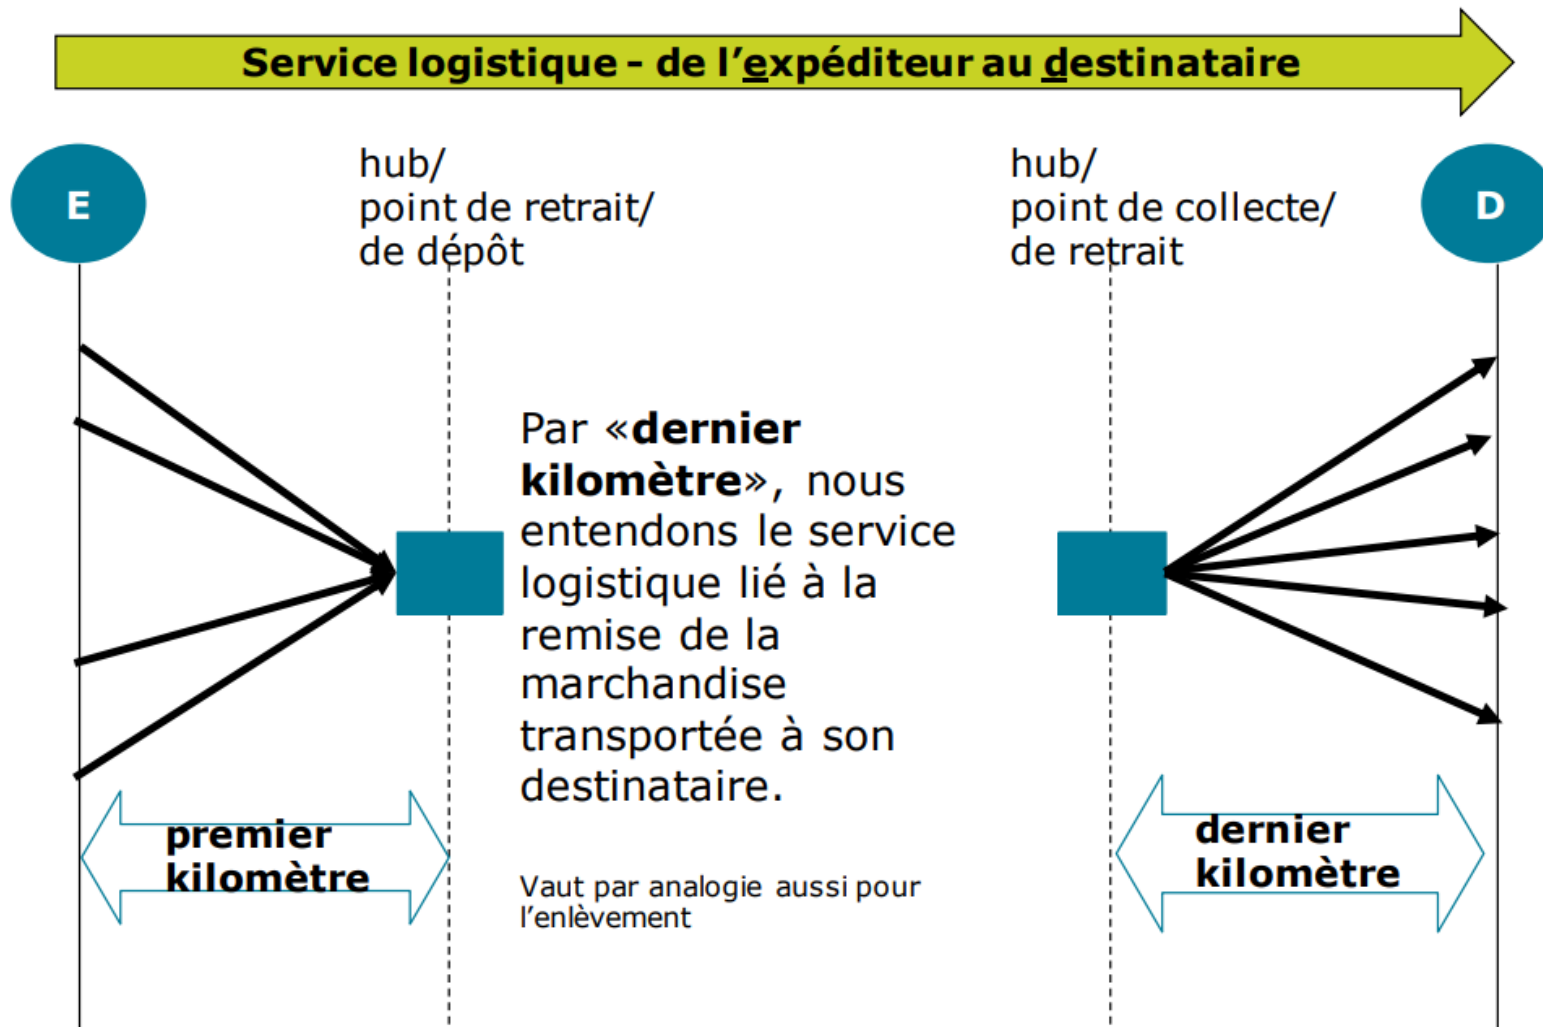 Service logistique – de l’expéditeur au destinataire
E
hub/
point de retrait/
de dépôt
hub/
point de collecte/
de retrait
D
Par «dernier
kilomètre», nous
entendons le service
logistique lié à la
remise de la
marchandise
transportée à son
destinataire.
premier
kilomètre
Vaut par analogie aussi pour
l’enlèvement
dernier
kilomètre